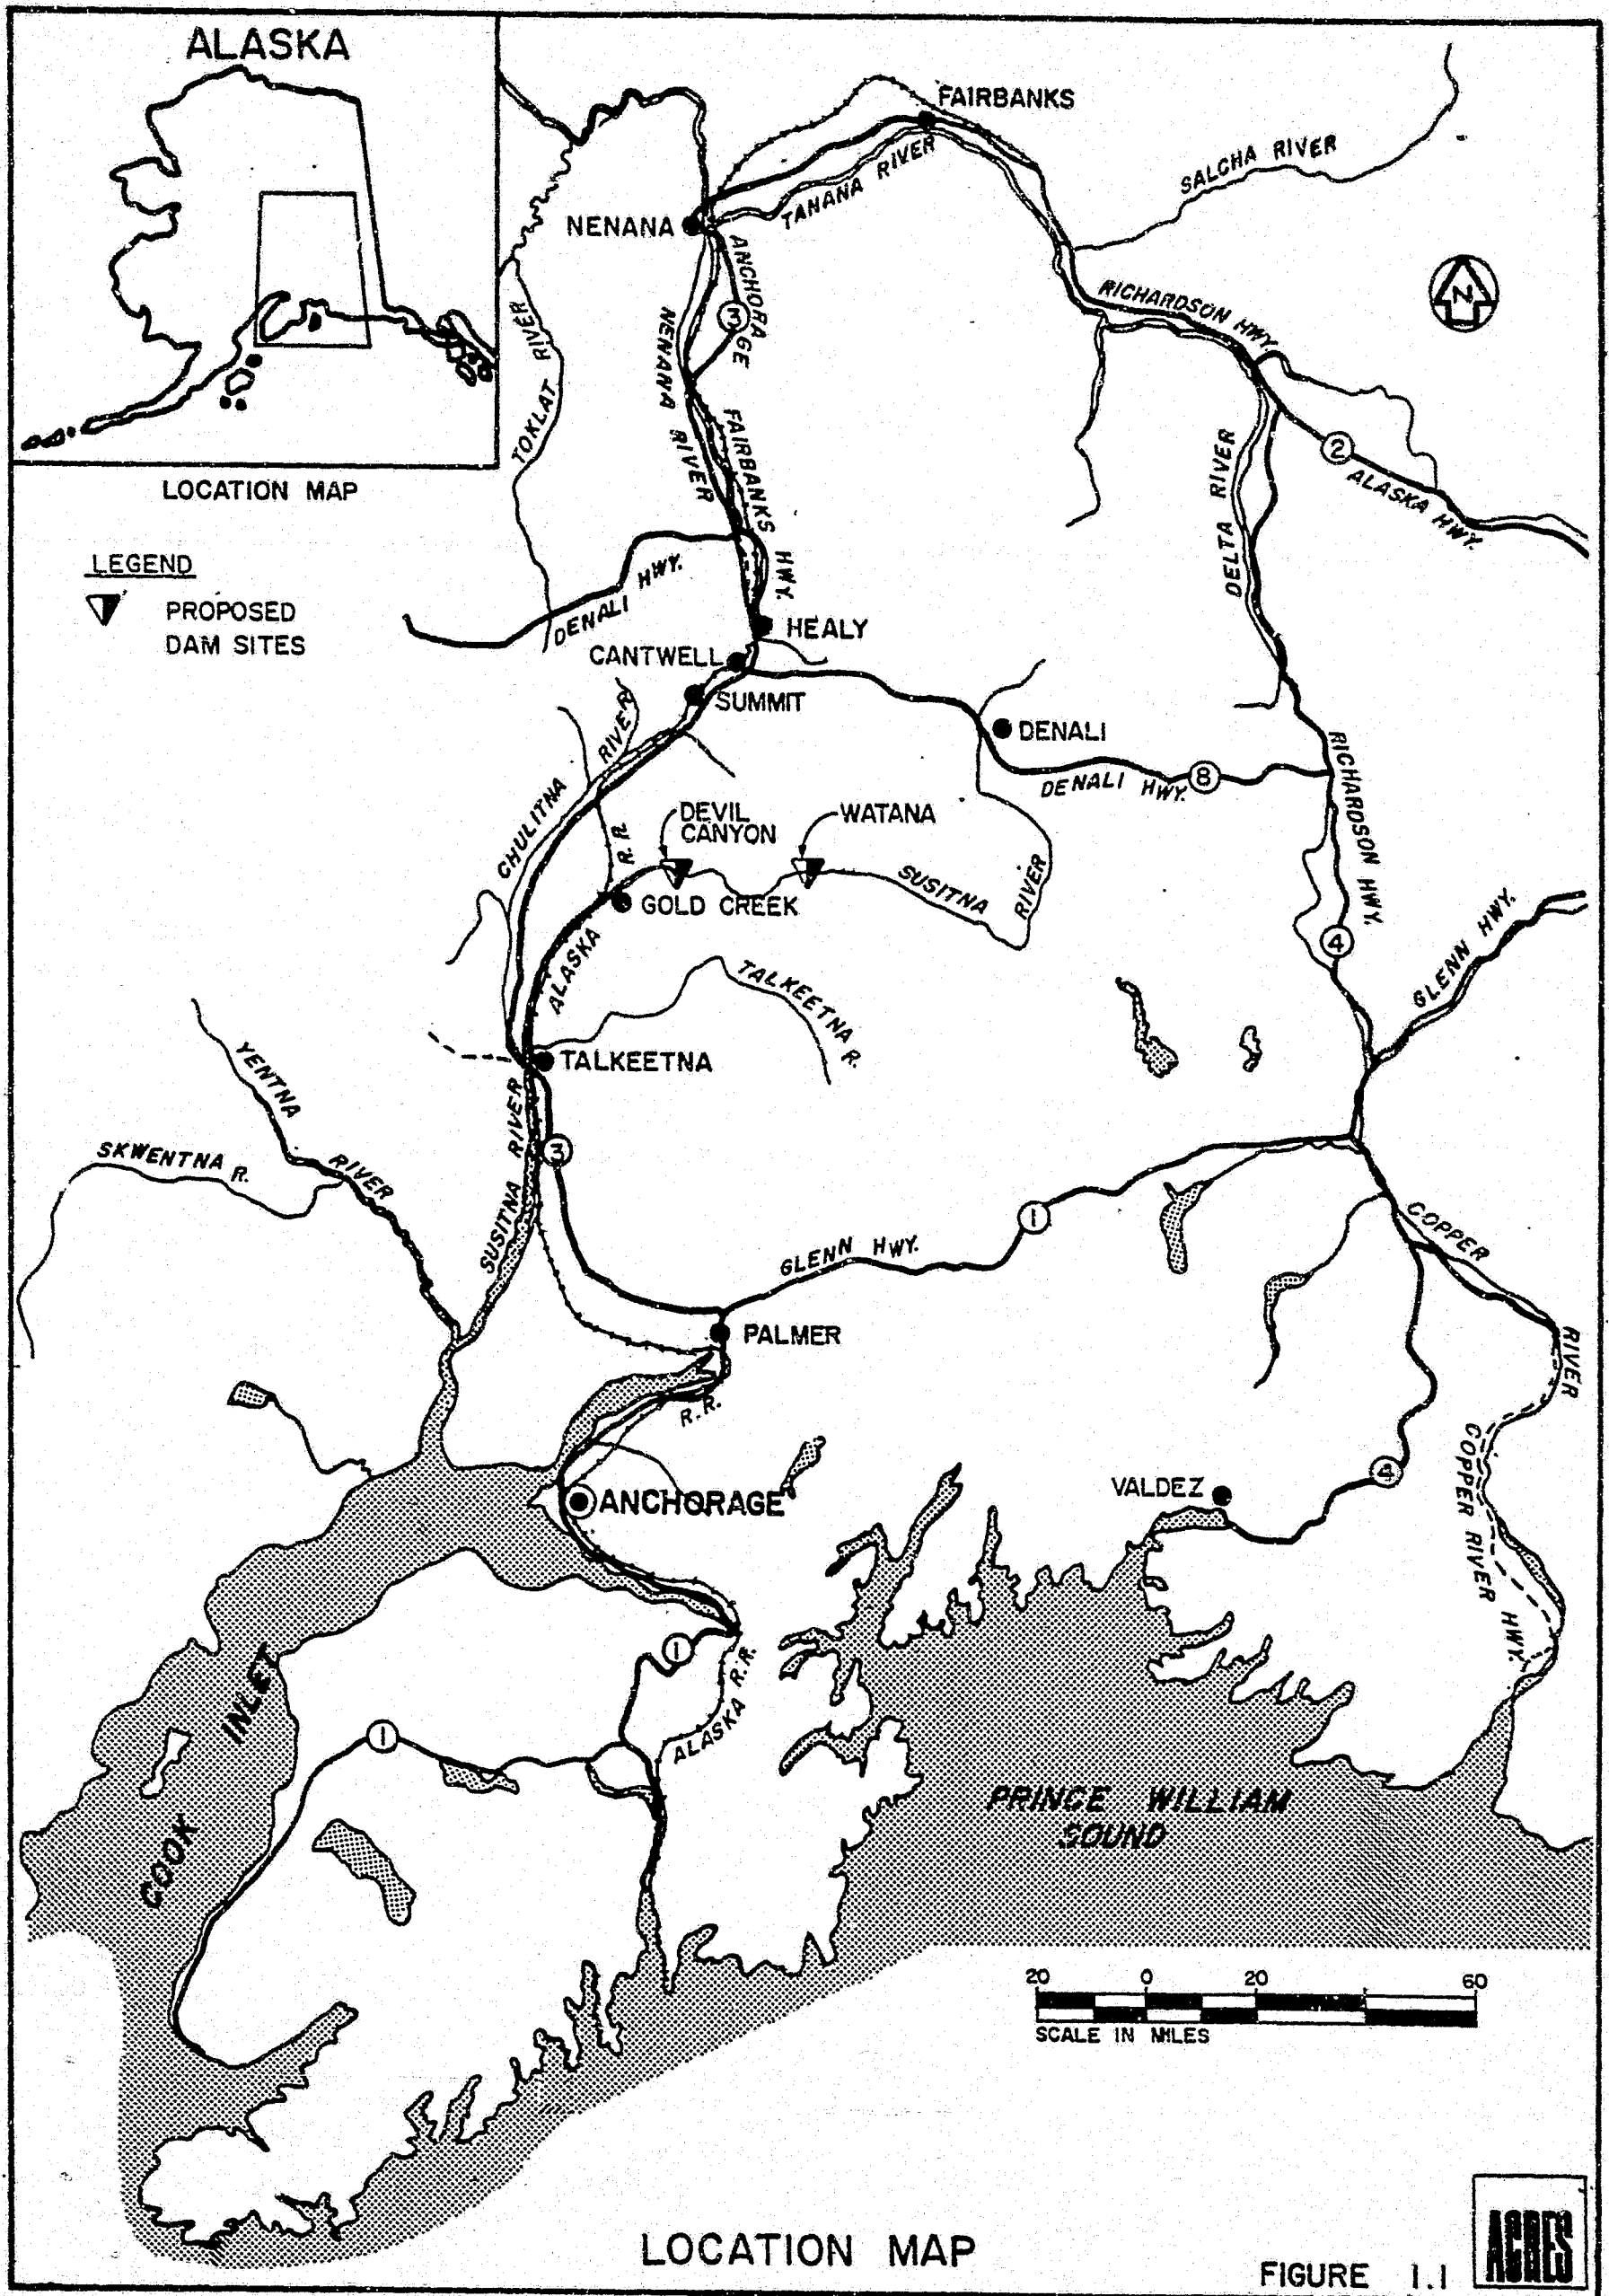 ALASKA
LOCATION MAP
LEGEND
PROPOSED
DAM SITES
FAIRBANKS
SALCHA RIVER
TANANA RIVER
NENANA
ANCHORAGE
3
FAIRBANKS
HWY.
NENANA RIVER
TOKLAT RIVER
N
RICHARDSON HWY.
2
ALASKA HWY.
DELTA RIVER
DENALI HWY.
HEALY
CANTWELL
SUMMIT
DENALI
DENALI HWY.
8
RICHARDSON HWY.
CHULITNA RIVER
R.R.
DEVIL
CANYON
WATANA
SUSITNA RIVER
GOLD CREEK
ALASKA
4
GLENN HWY.
TALKEETNA R.
TALKEETNA
YENTNA RIVER
SKWENTNA R.
SUSITNA RIVER
3
1
GLENN HWY.
COPPER RIVER
PALMER
R.R.
ANCHORAGE
VALDEZ
4
COPPER RIVER HWY.
1
ALASKA R.R.
1
COOK INLET
PRINCE WILLIAM
SOUND
20 0 20 60
SCALE IN MILES
LOCATION MAP
FIGURE 1.1
ACRES